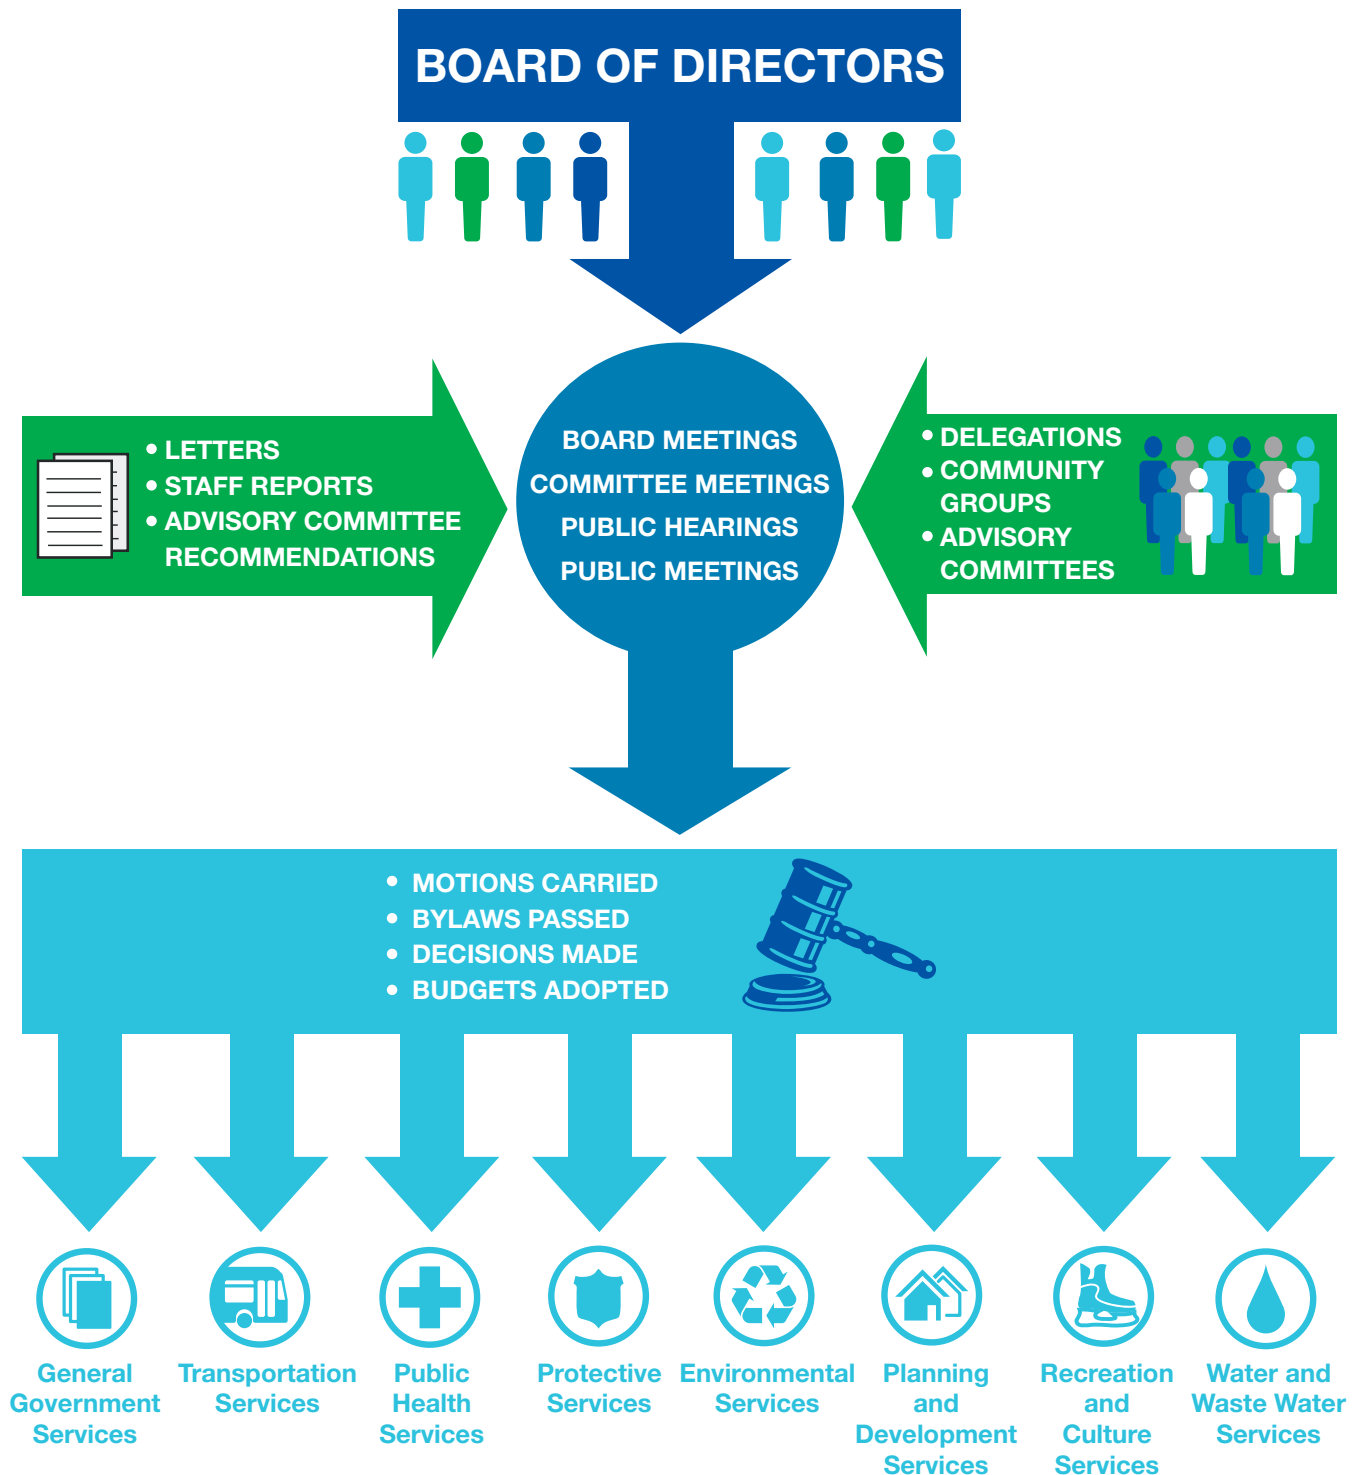 BOARD OF DIRECTORS
• LETTERS
• STAFF REPORTS
• ADVISORY COMMITTEE
RECOMMENDATIONS
BOARD MEETINGS
COMMITTEE MEETINGS
PUBLIC HEARINGS
PUBLIC MEETINGS
• DELEGATIONS
• COMMUNITY
GROUPS
• ADVISORY
COMMITTEES
• MOTIONS CARRIED
• BYLAWS PASSED
• DECISIONS MADE
• BUDGETS ADOPTED
General
Government
Services
Transportation
Services
Public
Health
Services
Protective
Services
Environmental
Services
Planning
and
Development
Services
Recreation
and
Culture
Services
Water and
Waste Water
Services